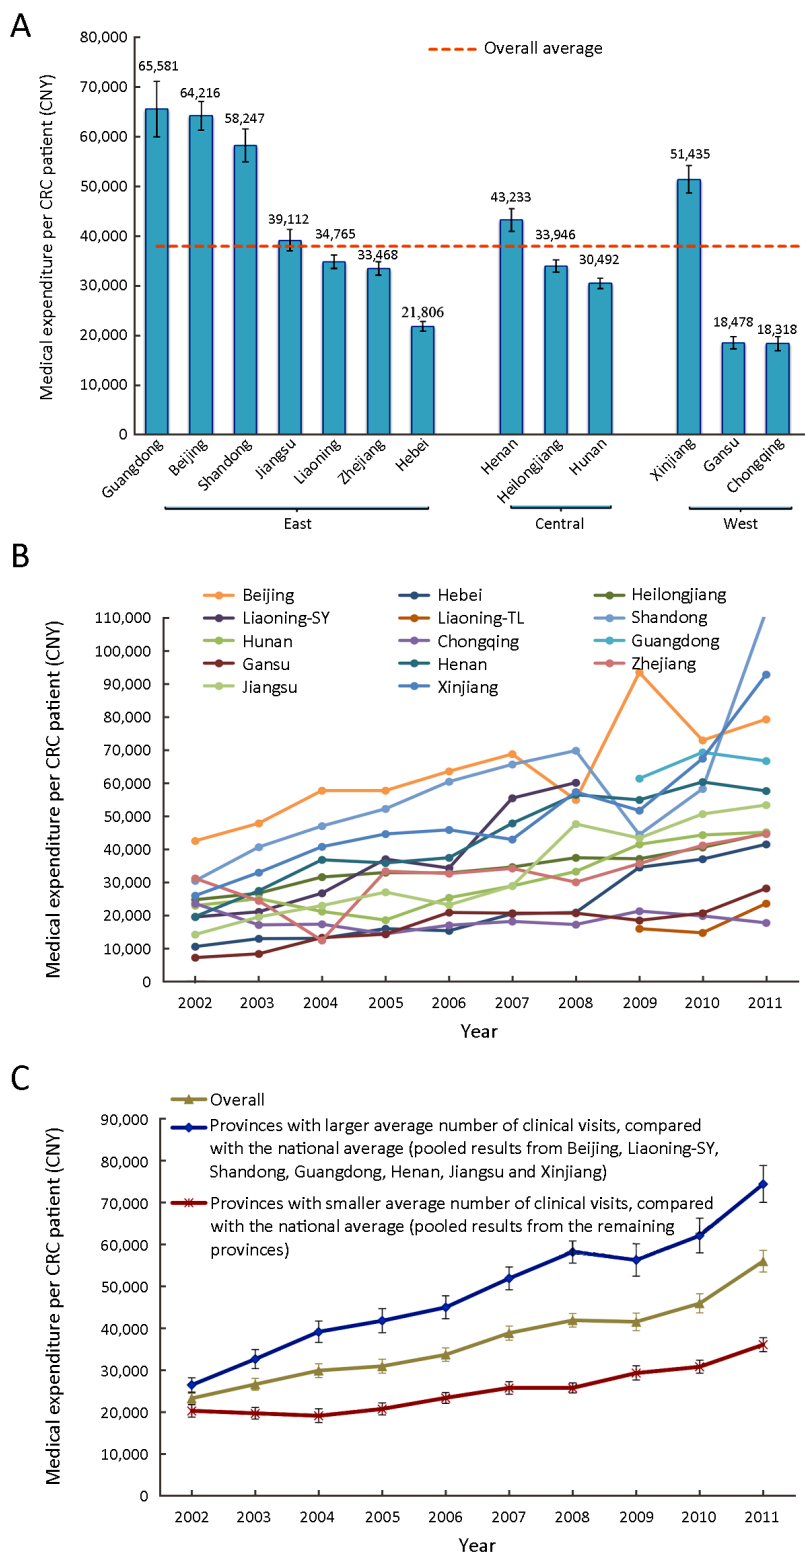 A
Medical expenditure per CRC patient (CNY)
80,000
70,000
60,000
50,000
40,000
30,000
20,000
10,000
0
Overall average
65,581
64,216
58,247
39,112
34,765
33,468
21,806
43,233
33,946
30,492
51,435
18,478
18,318
Guangdong
Beijing
Shandong
Jiangsu
Liaoning
Zhejiang
Hebei
Henan
Heilongjiang
Hunan
Xinjiang
Gansu
Chongqing
East
Central
West
B
Medical expenditure per CRC patient (CNY)
Beijing
Hebei
Heilongjiang
Liaoning-SY
Liaoning-TL
Shandong
Hunan
Chongqing
Guangdong
Gansu
Henan
Zhejiang
Jiangsu
Xinjiang
110,000
100,000
90,000
80,000
70,000
60,000
50,000
40,000
30,000
20,000
10,000
0
2002 2003 2004 2005 2006 2007 2008 2009 2010 2011
Year
C
Medical expenditure per CRC patient (CNY)
Overall
Provinces with larger average number of clinical visits, compared
with the national average (pooled results from Beijing, Liaoning-SY,
Shandong, Guangdong, Henan, Jiangsu and Xinjiang)
Provinces with smaller average number of clinical visits, compared
with the national average (pooled results from the remaining
provinces)
90,000
80,000
70,000
60,000
50,000
40,000
30,000
20,000
10,000
0
2002 2003 2004 2005 2006 2007 2008 2009 2010 2011
Year